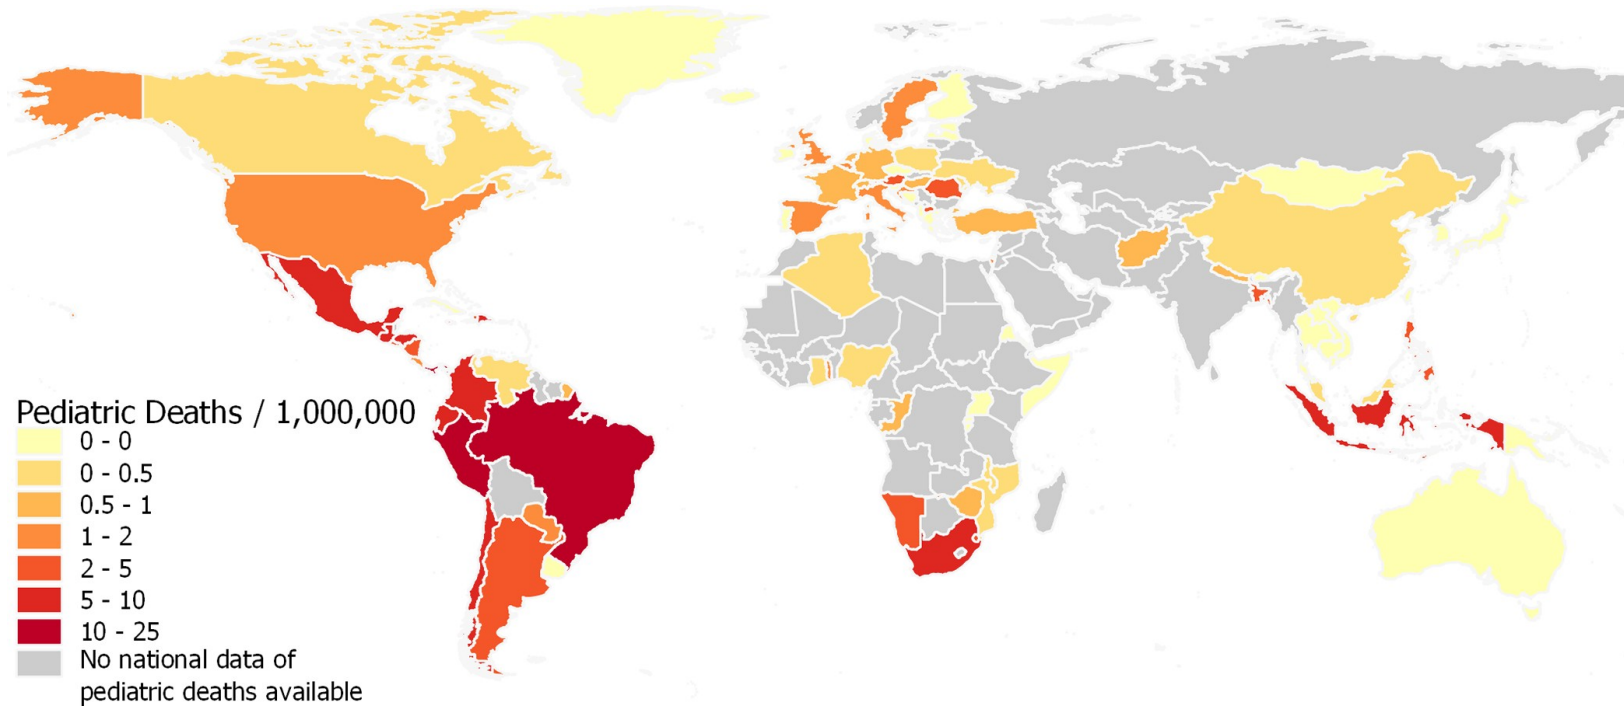 Pediatric Deaths / 1,000,000
0 - 0
0 - 0.5
0.5 - 1
1 - 2
2 - 5
5 - 10
10 - 25
No national data of
pediatric deaths available